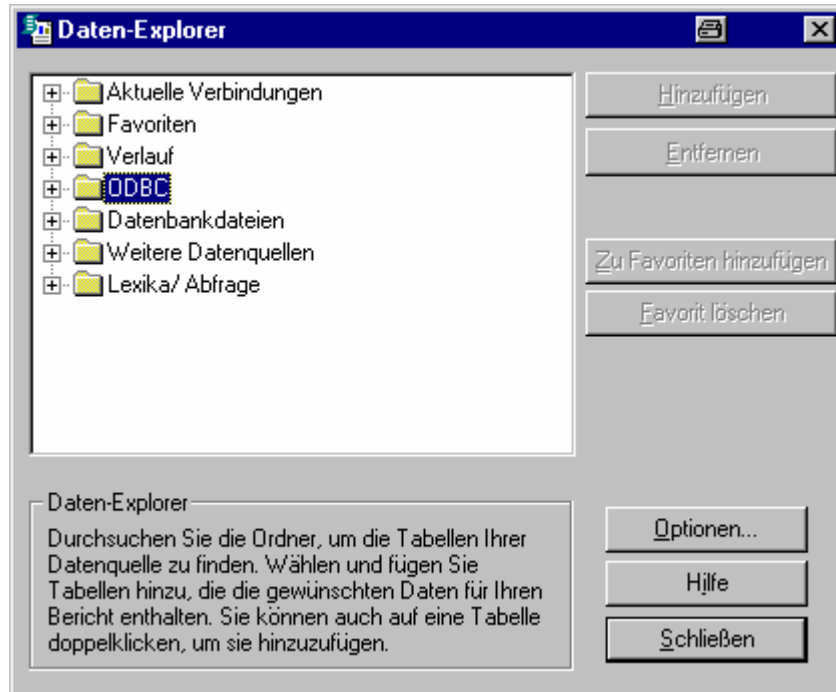 Daten-Explorer
Aktuelle Verbindungen
Favoriten
Verlauf
ODBC
Datenbankdateien
Weitere Datenquellen
Lexika/ Abfrage
Hinzufügen
Entfernen
Zu Favoriten hinzufügen
Favorit löschen
Daten-Explorer
Durchsuchen Sie die Ordner, um die Tabellen Ihrer
Datenquelle zu finden. Wählen und fügen Sie
Tabellen hinzu, die die gewünschten Daten für Ihren
Bericht enthalten. Sie können auch auf eine Tabelle
doppelklicken, um sie hinzuzufügen.
Optionen...
Hilfe
Schließen